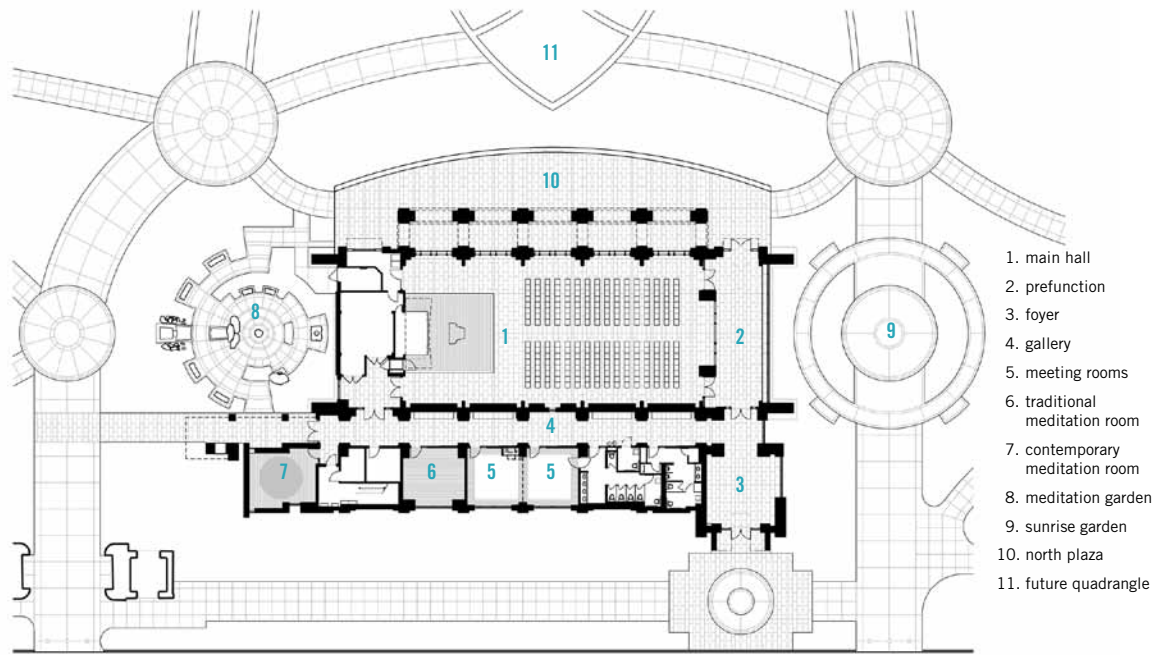 11
10
8
1
2
9
4
7
6
5
5
3
1. main hall
2. prefunction
3. foyer
4. gallery
5. meeting rooms
6. traditional
meditation room
7. contemporary
meditation room
8. meditation garden
9. sunrise garden
10. north plaza
11. future quadrangle